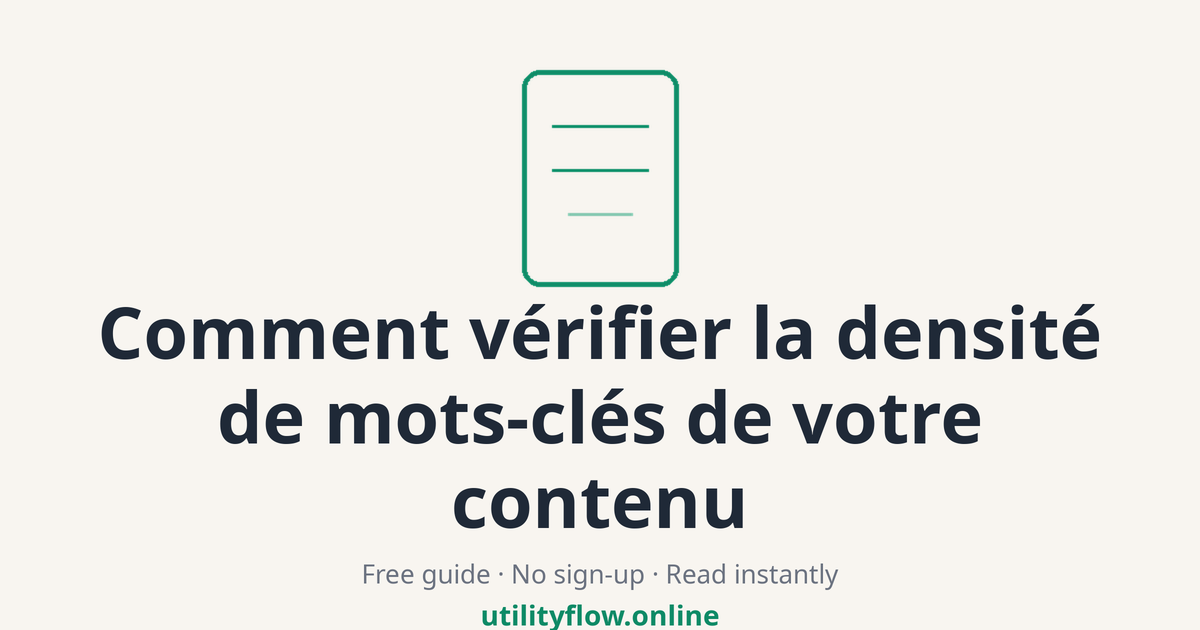 Comment vérifier la densité
de mots-clés de votre
contenu
Free guide · No sign-up · Read instantly
utilityflow.online